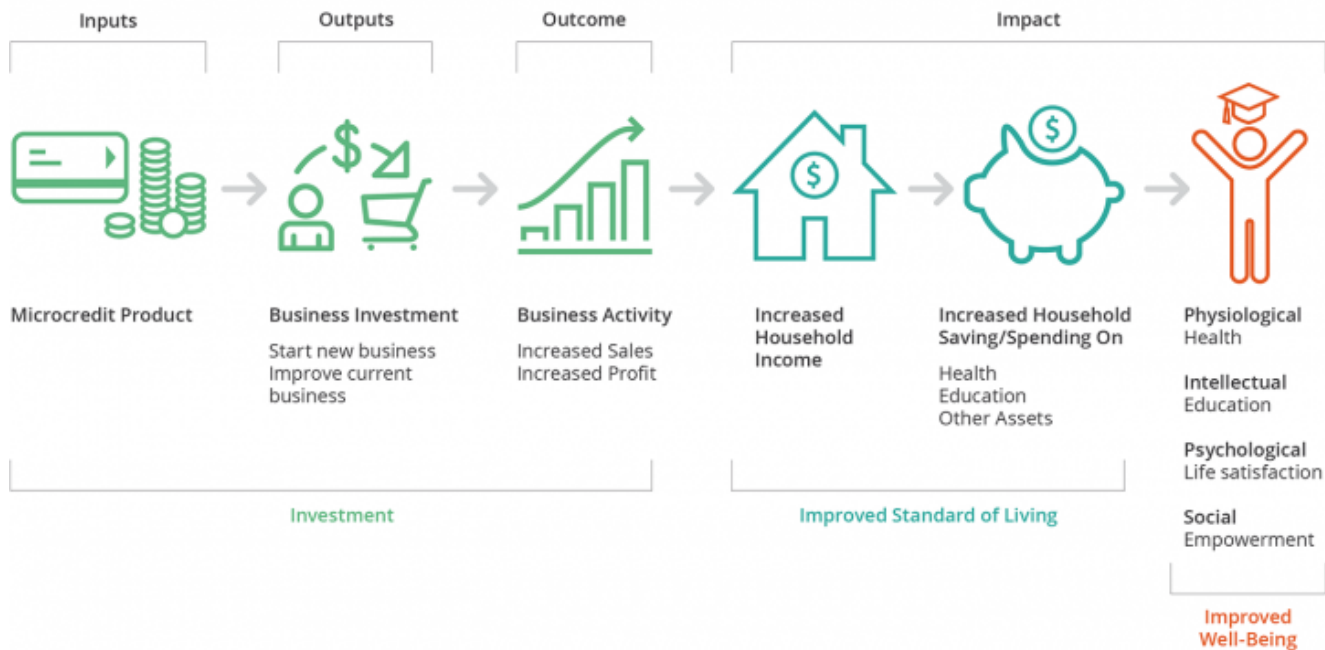 Inputs
Outputs
Outcome
Impact
$
$
$
Microcredit Product
Business Investment
Start new business
Improve current
business
Business Activity
Increased Sales
Increased Profit
Increased
Household
Income
Increased Household
Saving/Spending On
Health
Education
Other Assets
Physiological
Health
Intellectual
Education
Psychological
Life satisfaction
Social
Empowerment
Investment
Improved Standard of Living
Improved
Well-Being